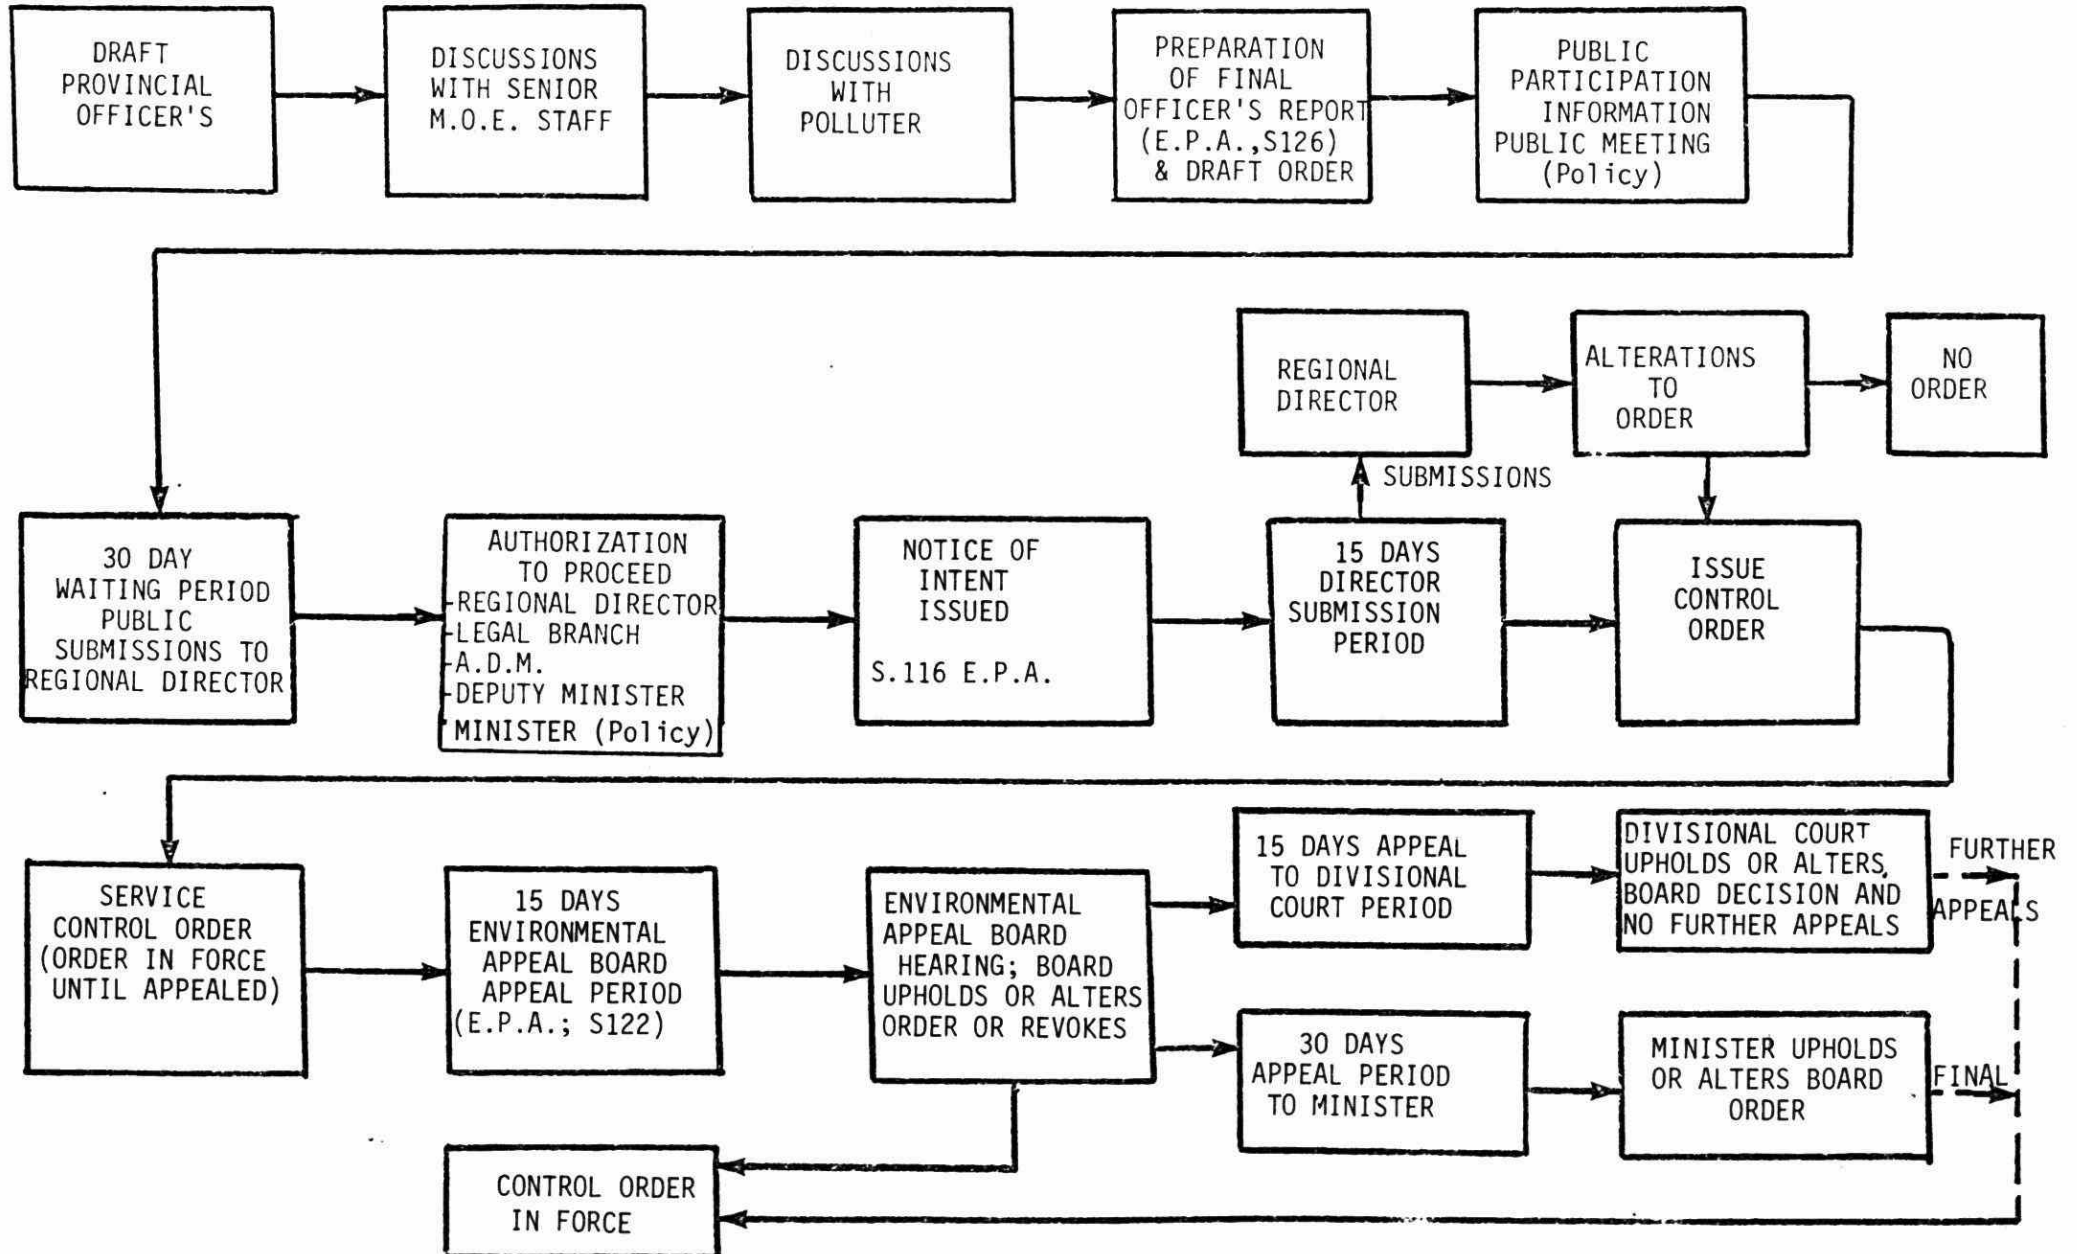 DRAFT
PROVINCIAL
OFFICER'S
DISCUSSIONS
WITH SENIOR
M.O.E. STAFF
DISCUSSIONS
WITH
POLLUTER
PREPARATION
OF FINAL
OFFICER'S REPORT
(E.P.A.,S126)
& DRAFT ORDER
PUBLIC
PARTICIPATION
INFORMATION
PUBLIC MEETING
(Policy)
REGIONAL
DIRECTOR
ALTERATIONS
TO
ORDER
NO
ORDER
SUBMISSIONS
30 DAY
WAITING PERIOD
PUBLIC
SUBMISSIONS TO
REGIONAL DIRECTOR
AUTHORIZATION
TO PROCEED
-REGIONAL DIRECTOR
-LEGAL BRANCH
-A.D.M.
-DEPUTY MINISTER
MINISTER (Policy)
NOTICE OF
INTENT
ISSUED
S.116 E.P.A.
15 DAYS
DIRECTOR
SUBMISSION
PERIOD
ISSUE
CONTROL
ORDER
SERVICE
CONTROL ORDER
(ORDER IN FORCE
UNTIL APPEALED)
15 DAYS
ENVIRONMENTAL
APPEAL BOARD
APPEAL PERIOD
(E.P.A.; S122)
ENVIRONMENTAL
APPEAL BOARD
HEARING; BOARD
UPHOLDS OR ALTERS
ORDER OR REVOKES
15 DAYS APPEAL
TO DIVISIONAL
COURT PERIOD
DIVISIONAL COURT
UPHOLDS OR ALTERS,
BOARD DECISION AND
NO FURTHER APPEALS
FURTHER
APPEALS
30 DAYS
APPEAL PERIOD
TO MINISTER
MINISTER UPHOLDS
OR ALTERS BOARD
ORDER
FINAL
CONTROL ORDER
IN FORCE